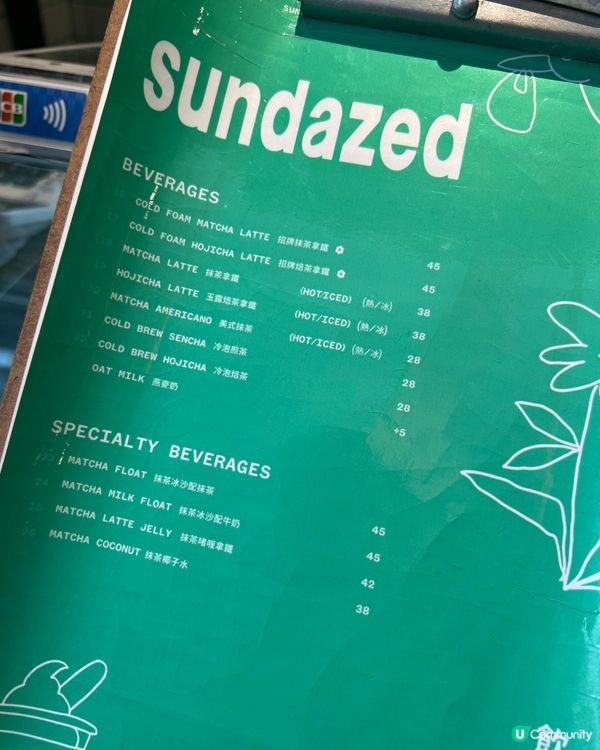 Sundazed
BEVERAGES
COLD FOAM MATCHA LATTE 招牌抹茶拿鐵 45
COLD FOAM HOJICHA LATTE 招牌焙茶拿鐵 45
MATCHA LATTE 抹茶拿鐵 (HOT/ICED) (熱/冰) 38
HOJICHA LATTE 玉露焙茶拿鐵 (HOT/ICED) (熱/冰) 38
MATCHA AMERICANO 美式抹茶 (HOT/ICED) (熱/冰) 28
COLD BREW SENCHA 冷泡煎茶 28
COLD BREW HOJICHA 冷泡焙茶 28
OAT MILK 燕麥奶 +5
SPECIALTY BEVERAGES
23 MATCHA FLOAT 抹茶冰沙配抹茶 45
24 MATCHA MILK FLOAT 抹茶冰沙配牛奶 45
25 MATCHA LATTE JELLY 抹茶啫喱拿鐵 42
26 MATCHA COCONUT 抹茶椰子水 38
JCB
U Community